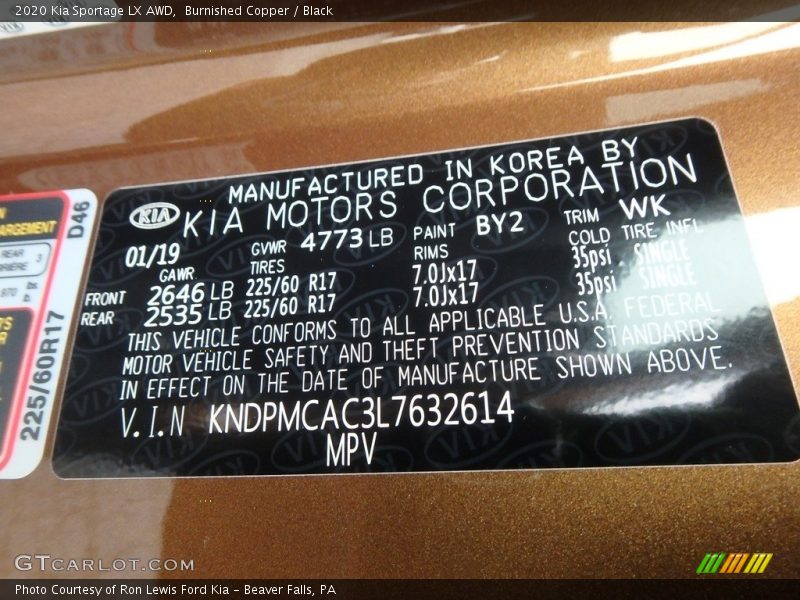 2020 Kia Sportage LX AWD, Burnished Copper / Black
MANUFACTURED IN KOREA BY
KIA KIA MOTORS CORPORATION
01/19 GVWR 4773 LB PAINT BY2 TRIM WK
GAWR TIRES RIMS COLD TIRE INFL
FRONT 2646 LB 225/60 R17 7.0Jx17 35psi SINGLE
REAR 2535 LB 225/60 R17 7.0Jx17 35psi SINGLE
THIS VEHICLE CONFORMS TO ALL APPLICABLE U.S.A. FEDERAL
MOTOR VEHICLE SAFETY AND THEFT PREVENTION STANDARDS
IN EFFECT ON THE DATE OF MANUFACTURE SHOWN ABOVE.
V.I.N KNDPMCAC3L7632614
MPV
ARGEMENT
D46
REAR 3
225/60R17
GTCARLOT.COM
Photo Courtesy of Ron Lewis Ford Kia – Beaver Falls, PA